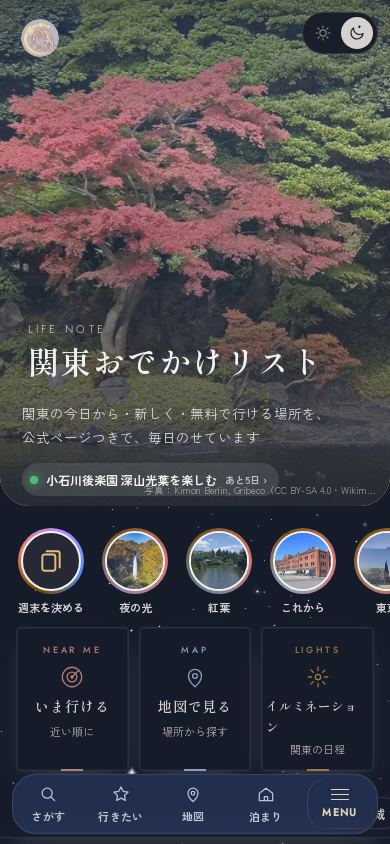 LIFE NOTE
関東おでかけリスト
関東の今日から・新しく・無料で行ける場所を、
公式ページつきで、毎日のせています
小石川後楽園 深山光葉を楽しむ あと5日 ›
写真：Kimon Berlin, Gribeco（CC BY-SA 4.0・Wikim…
週末を決める 夜の光 紅葉 これから 東京
NEAR ME
いま行ける
近い順に
MAP
地図で見る
場所から探す
LIGHTS
イルミネーショ
ン
関東の日程
さがす 行きたい 地図 泊まり MENU